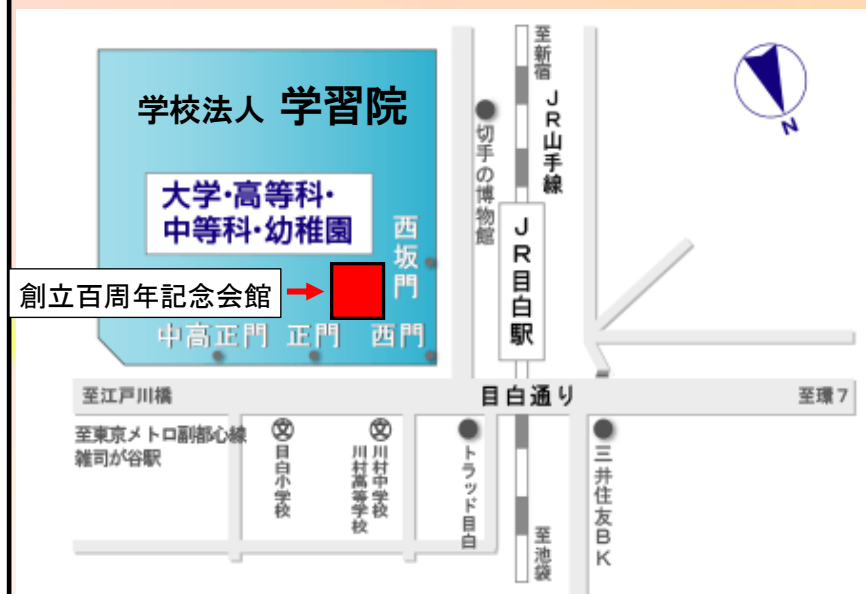 学校法人 学習院
大学・高等科・
中等科・幼稚園
西坂門
創立百周年記念会館
中高正門
正門
西門
至新宿
JR山手線
切手の博物館
JR目白駅
N
至江戸川橋
目白通り
至環7
至東京メトロ副都心線
雑司が谷駅
目白小学校
川村中学校
川村高等学校
トラッド目白
至池袋
三井住友BK
文
文